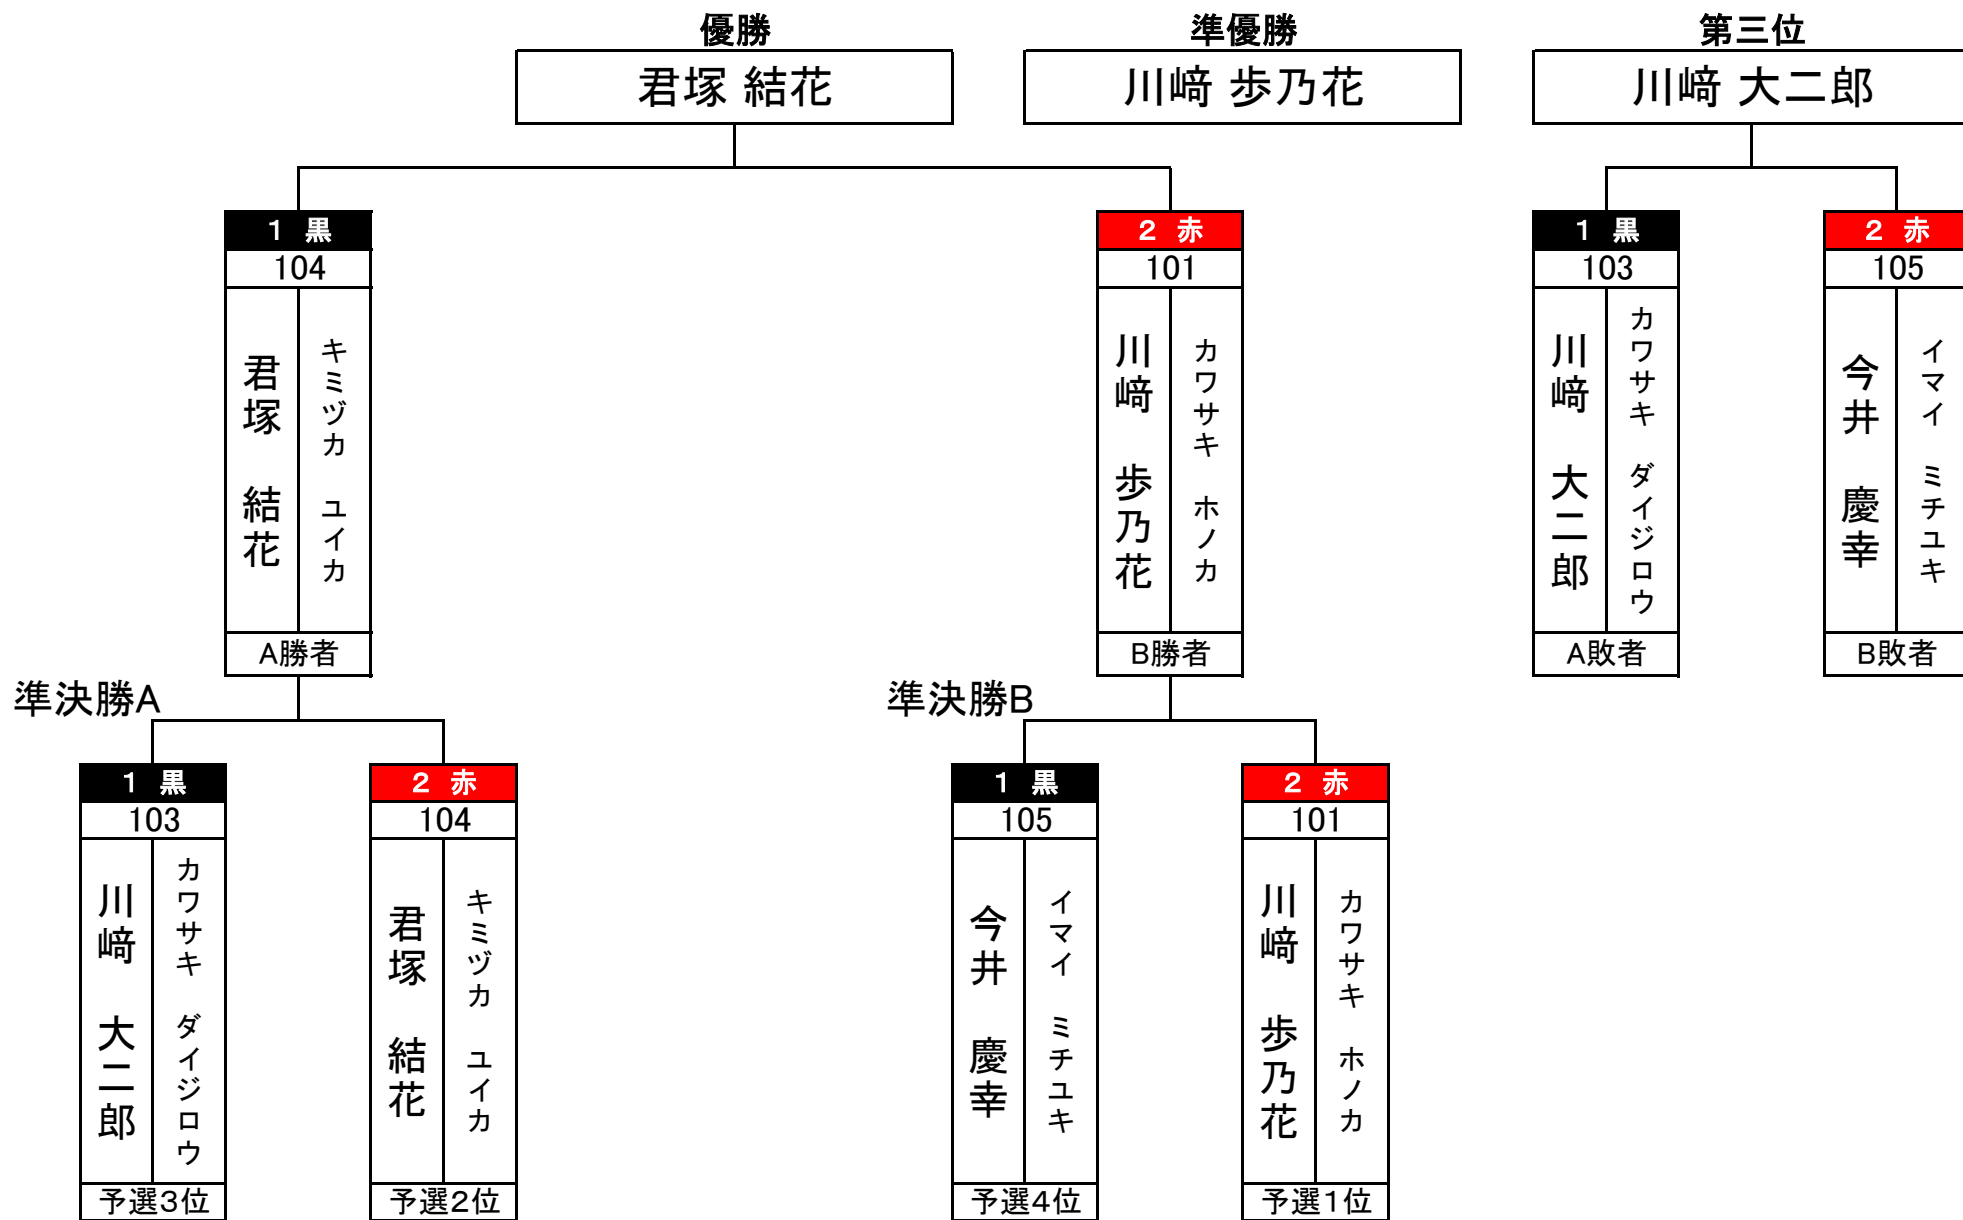 優勝
準優勝
第三位
君塚 結花
川﨑 歩乃花
川﨑 大二郎
1 黒
2 赤
1 黒
2 赤
104
101
103
105
君塚 結花
キミヅカ ユイカ
川﨑 歩乃花
カワサキ ホノカ
川﨑 大二郎
カワサキ ダイジロウ
今井 慶幸
イマイ ミチユキ
A勝者
B勝者
A敗者
B敗者
準決勝A
準決勝B
1 黒
2 赤
1 黒
2 赤
103
104
105
101
川﨑 大二郎
カワサキ ダイジロウ
君塚 結花
キミヅカ ユイカ
今井 慶幸
イマイ ミチユキ
川﨑 歩乃花
カワサキ ホノカ
予選3位
予選2位
予選4位
予選1位